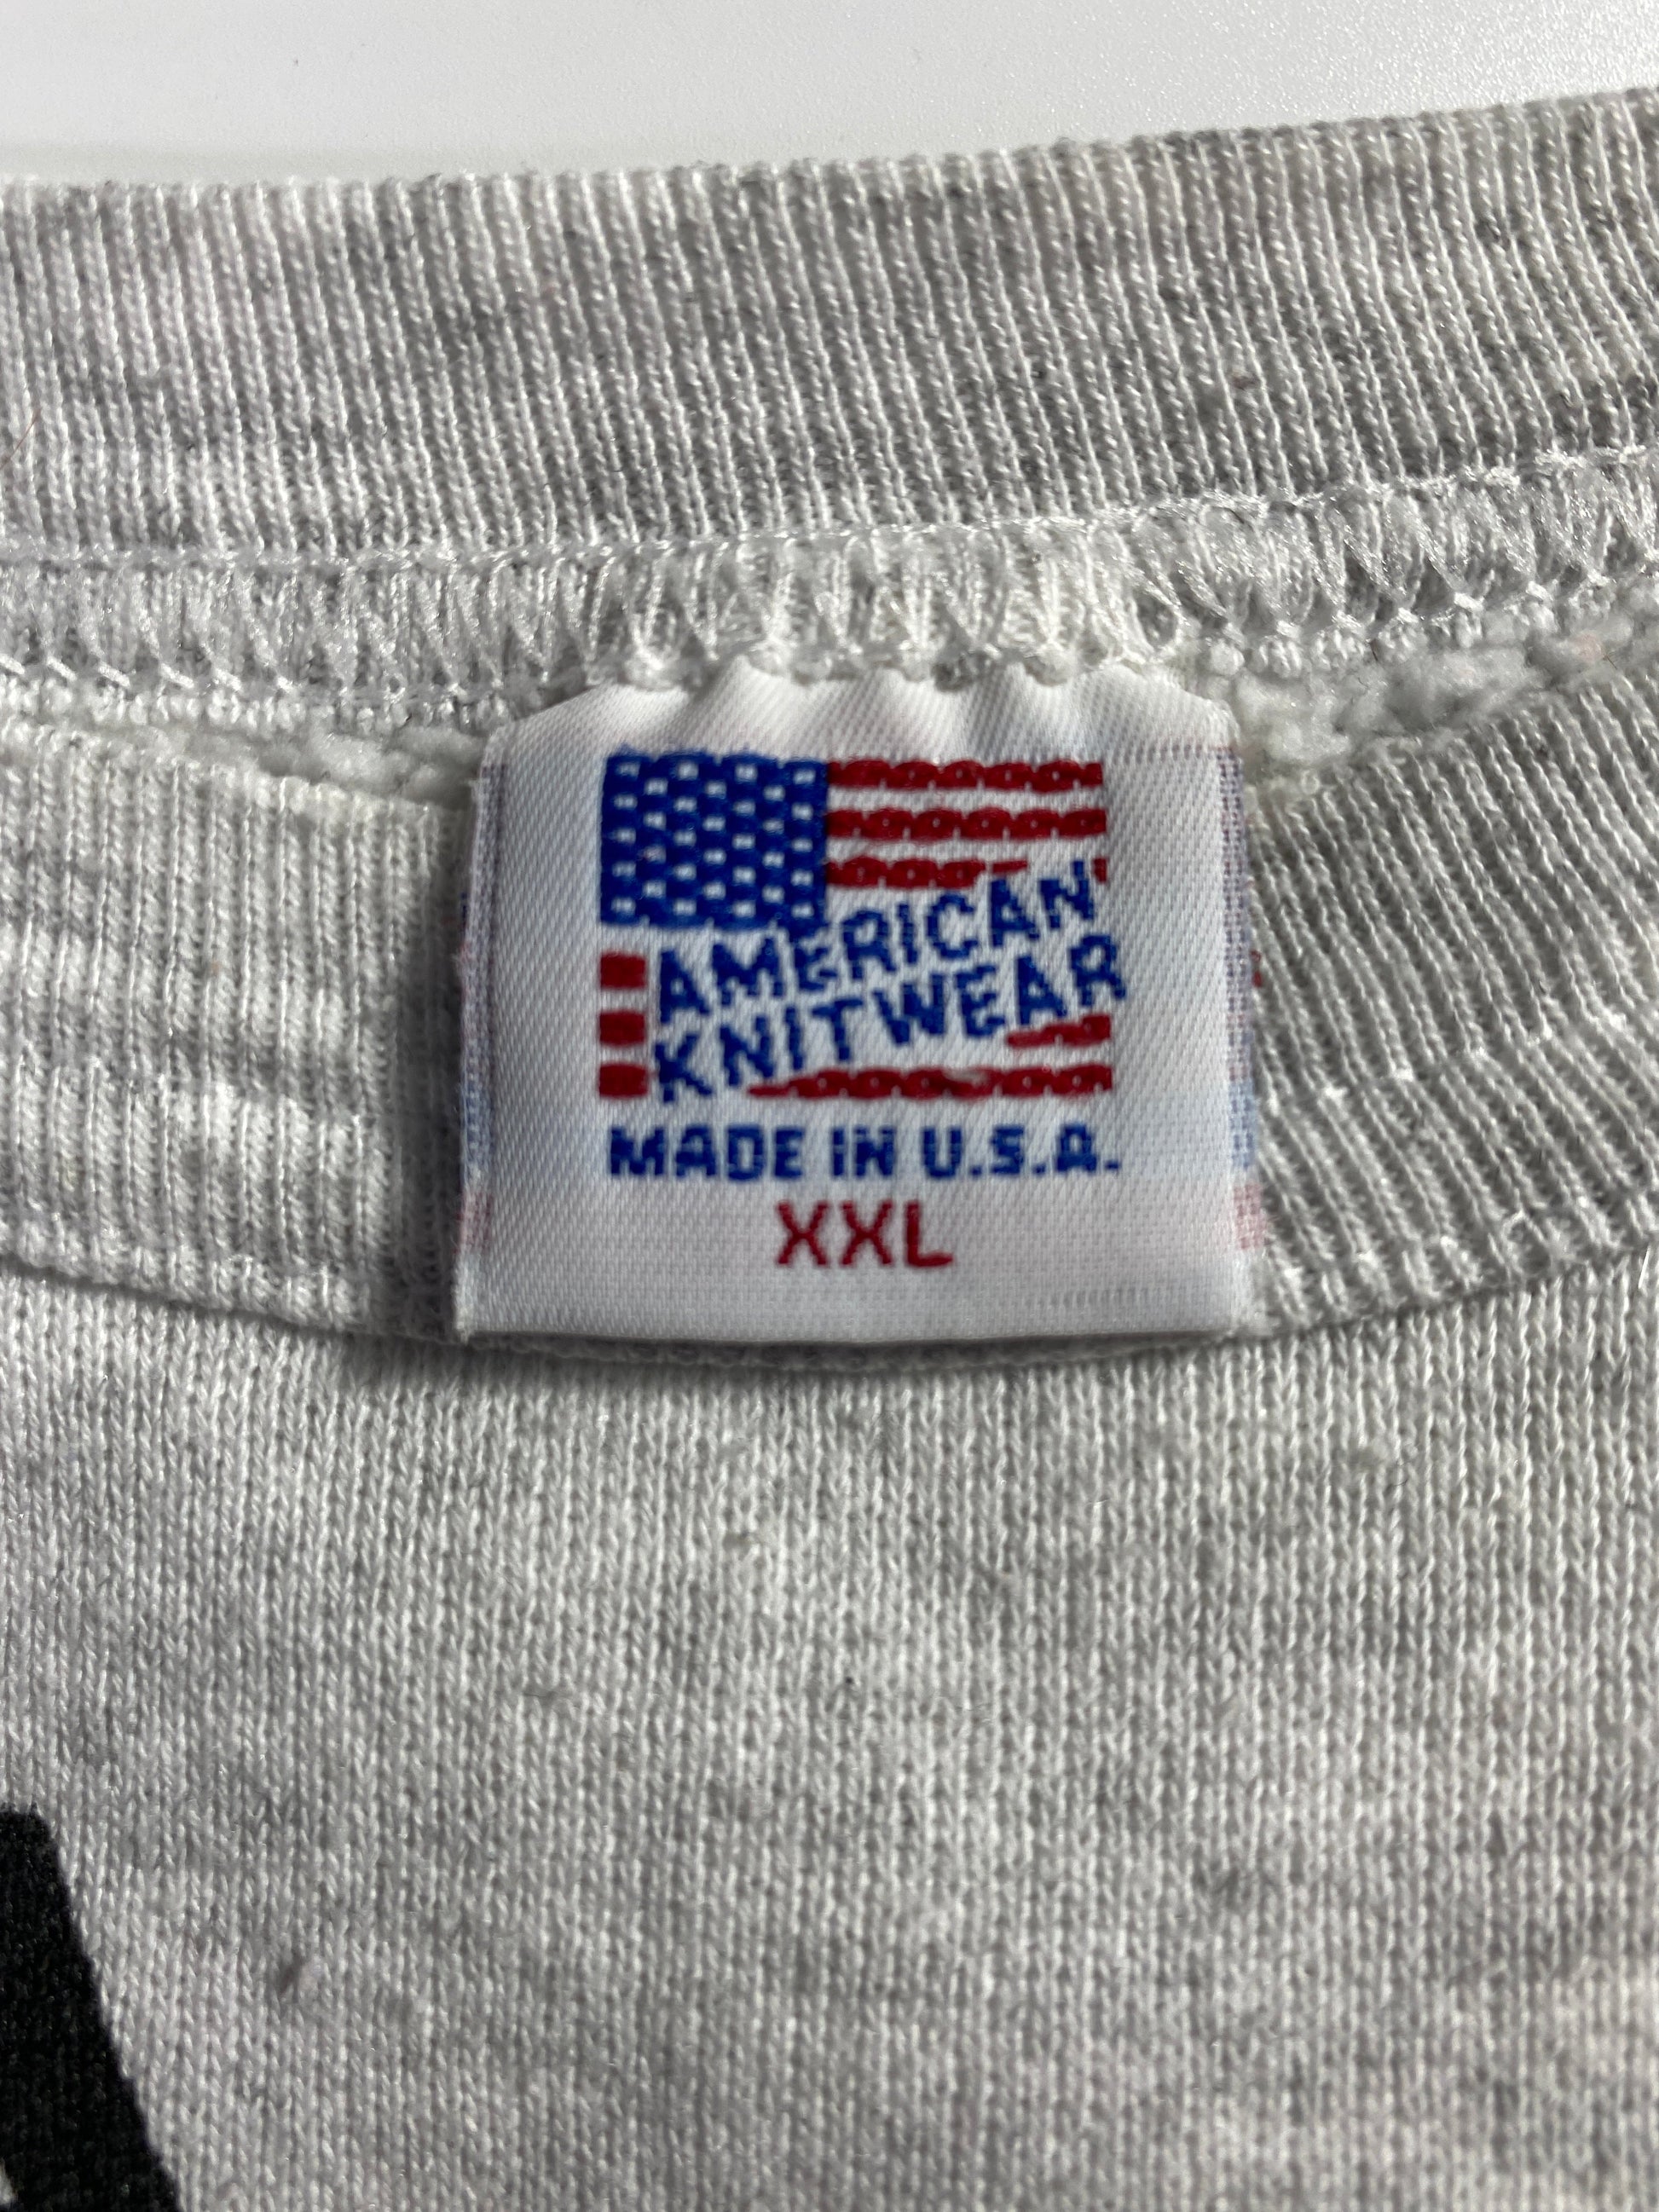 AMERICAN
KNITWEAR
MADE IN U.S.A.
XXL